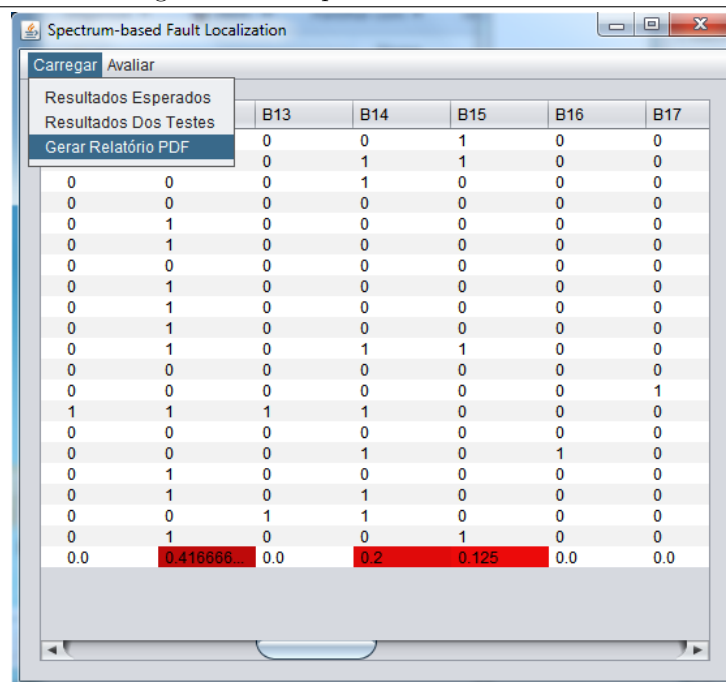 Spectrum-based Fault Localization
Carregar Avaliar
Resultados Esperados
Resultados Dos Testes
Gerar Relatório PDF
B13 B14 B15 B16 B17
0 0 1 0 0
0 1 1 0 0
0 0 0 1 0 0 0
0 0 0 0 0 0 0
0 1 0 0 0 0 0
0 1 0 0 0 0 0
0 0 0 0 0 0 0
0 1 0 0 0 0 0
0 1 0 0 0 0 0
0 1 0 0 0 0 0
0 1 0 1 1 0 0
0 0 0 0 0 0 0
0 0 0 0 0 0 1
1 1 1 1 0 0 0
0 0 0 0 0 0 0
0 0 0 1 0 1 0
0 1 0 0 0 0 0
0 1 0 1 0 0 0
0 0 1 1 0 0 0
0 1 0 0 1 0 0
0.0 0.416666... 0.0 0.2 0.125 0.0 0.0